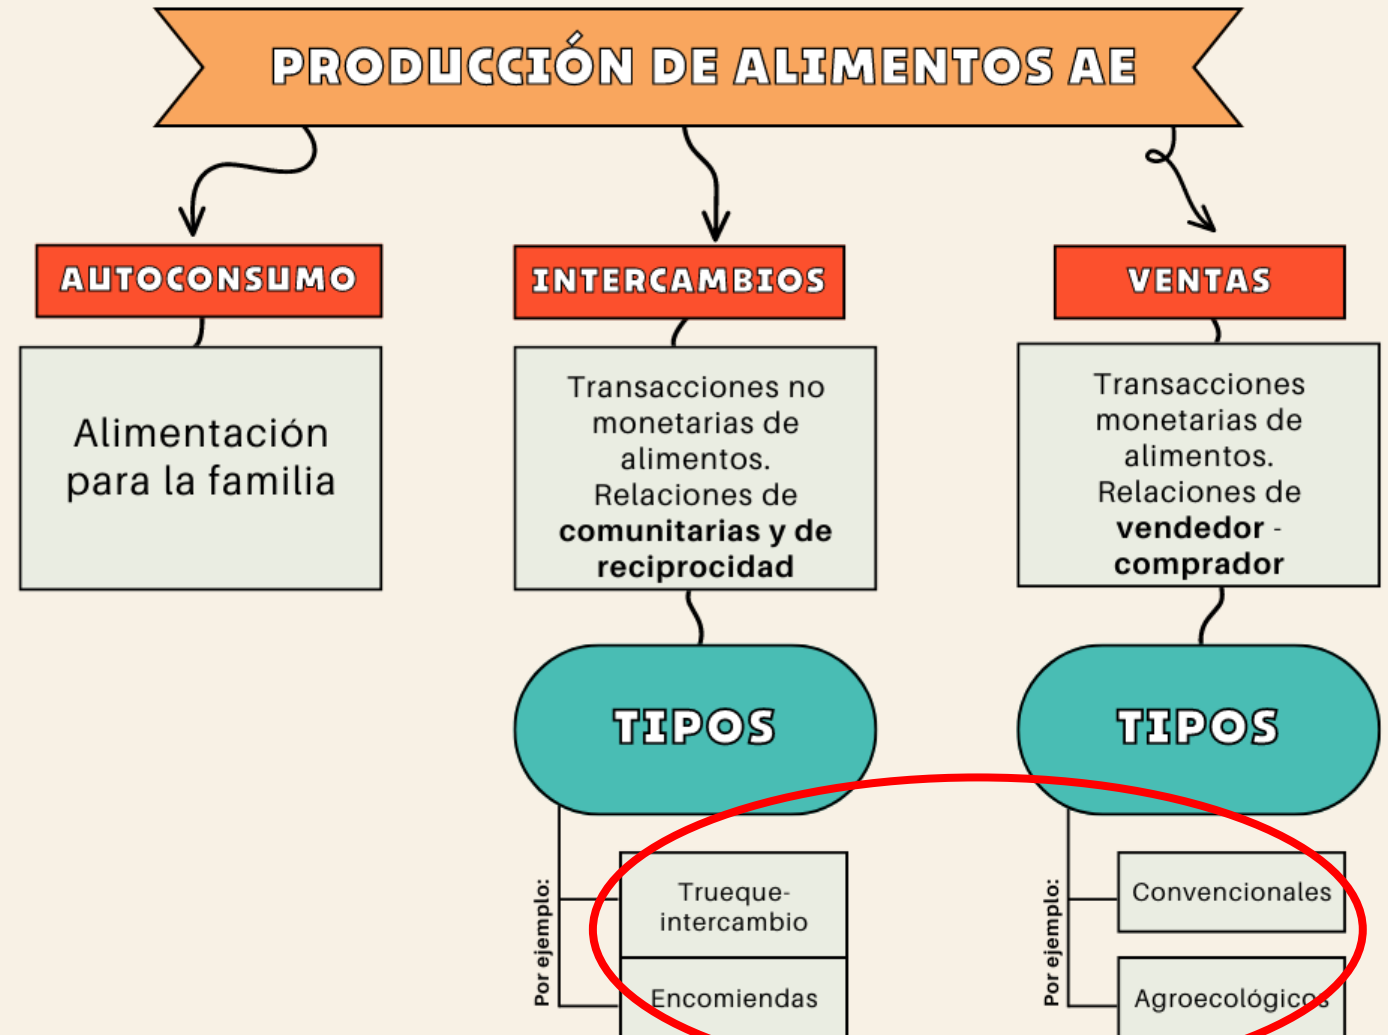 PRODUCCIÓN DE ALIMENTOS AE
AUTOCONSUMO
Alimentación
para la familia
INTERCAMBIOS
Transacciones no
monetarias de
alimentos.
Relaciones de
comunitarias y de
reciprocidad
TIPOS
Por ejemplo:
Trueque-
intercambio
Encomiendas
VENTAS
Transacciones
monetarias de
alimentos.
Relaciones de
vendedor -
comprador
TIPOS
Por ejemplo:
Convencionales
Agroecológicos